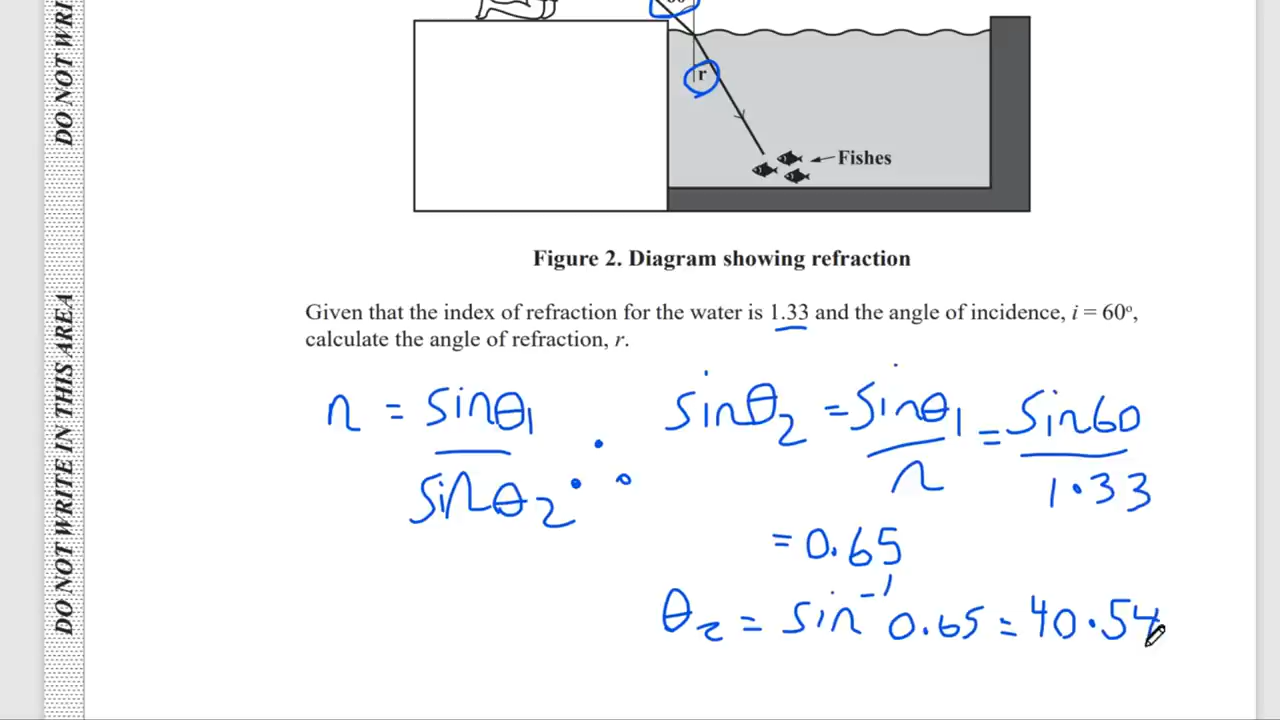 DO NOT WRI
DO NOT WRITE IN THIS AREA
r
Fishes
Figure 2. Diagram showing refraction
Given that the index of refraction for the water is 1.33 and the angle of incidence, i = 60°,
calculate the angle of refraction, r.
n = sinθ1 / sinθ2 ∴ sinθ2 = sinθ1 / n = sin60 / 1.33
= 0.65
θ2 = sin⁻¹ 0.65 = 40.54